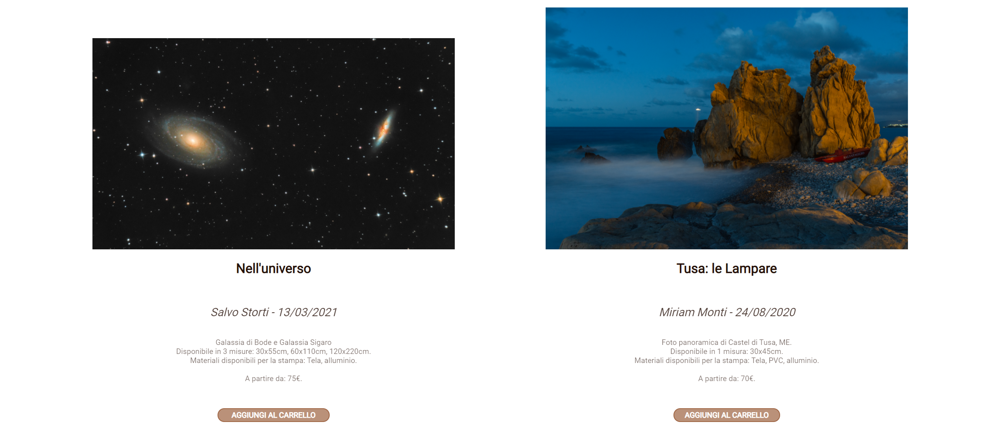 SALVATAGGIO
Nell'universo
Salvo Storti - 13/03/2021
Galassia di Bode e Galassia Sigaro
Disponibile in 3 misure: 30x55cm, 60x110cm, 120x220cm.
Materiali disponibili per la stampa: Tela, alluminio.
A partire da: 75€.
AGGIUNGI AL CARRELLO
Tusa: le Lampare
Miriam Monti - 24/08/2020
Foto panoramica di Castel di Tusa, ME.
Disponibile in 1 misura: 30x45cm.
Materiali disponibili per la stampa: Tela, PVC, alluminio.
A partire da: 70€.
AGGIUNGI AL CARRELLO